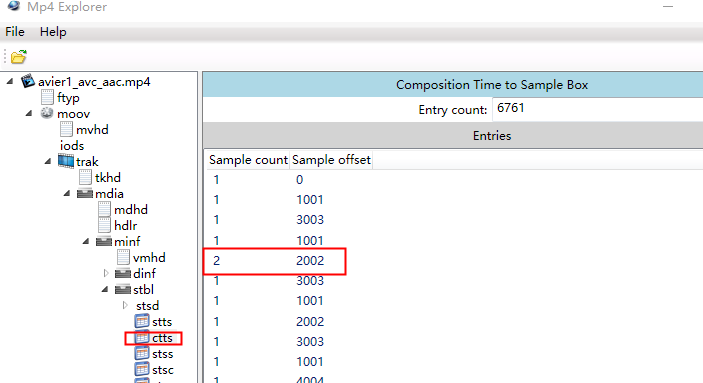 Mp4 Explorer
File Help
avier1_avc_aac.mp4
ftyp
moov
mvhd
iods
trak
tkhd
mdia
mdhd
hdlr
minf
vmhd
dinf
stbl
stsd
stts
ctts
stss
stsc
Composition Time to Sample Box
Entry count: 6761
Entries
Sample count Sample offset
1 0
1 1001
1 3003
1 1001
2 2002
1 3003
1 1001
1 2002
1 3003
1 1001
1 4004